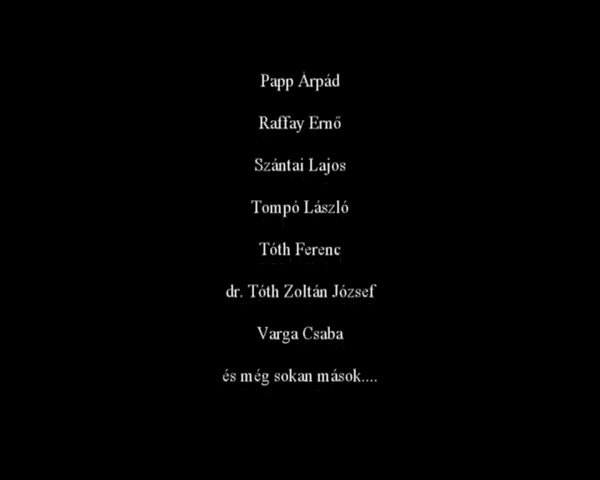 Papp Árpád
Raffay Ernő
Szántai Lajos
Tompó László
Tóth Ferenc
dr. Tóth Zoltán József
Varga Csaba
és még sokan mások....